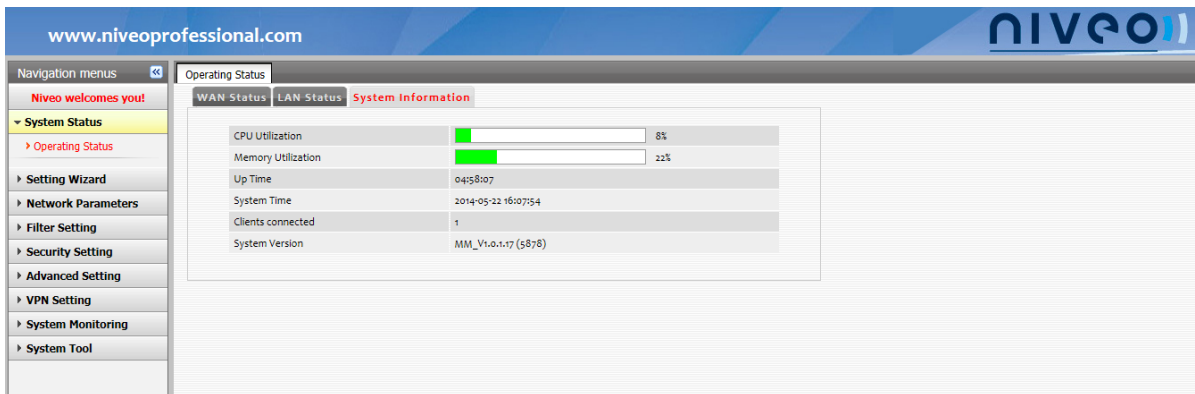 www.niveoprofessional.com
nIVeO
Navigation menus
Operating Status
Niveo welcomes you!
WAN Status LAN Status System Information
System Status
Operating Status
Setting Wizard
Network Parameters
Filter Setting
Security Setting
Advanced Setting
VPN Setting
System Monitoring
System Tool
CPU Utilization 8%
Memory Utilization 22%
Up Time 04:58:07
System Time 2014-05-22 16:07:54
Clients connected 1
System Version MM_V1.0.1.17 (5878)